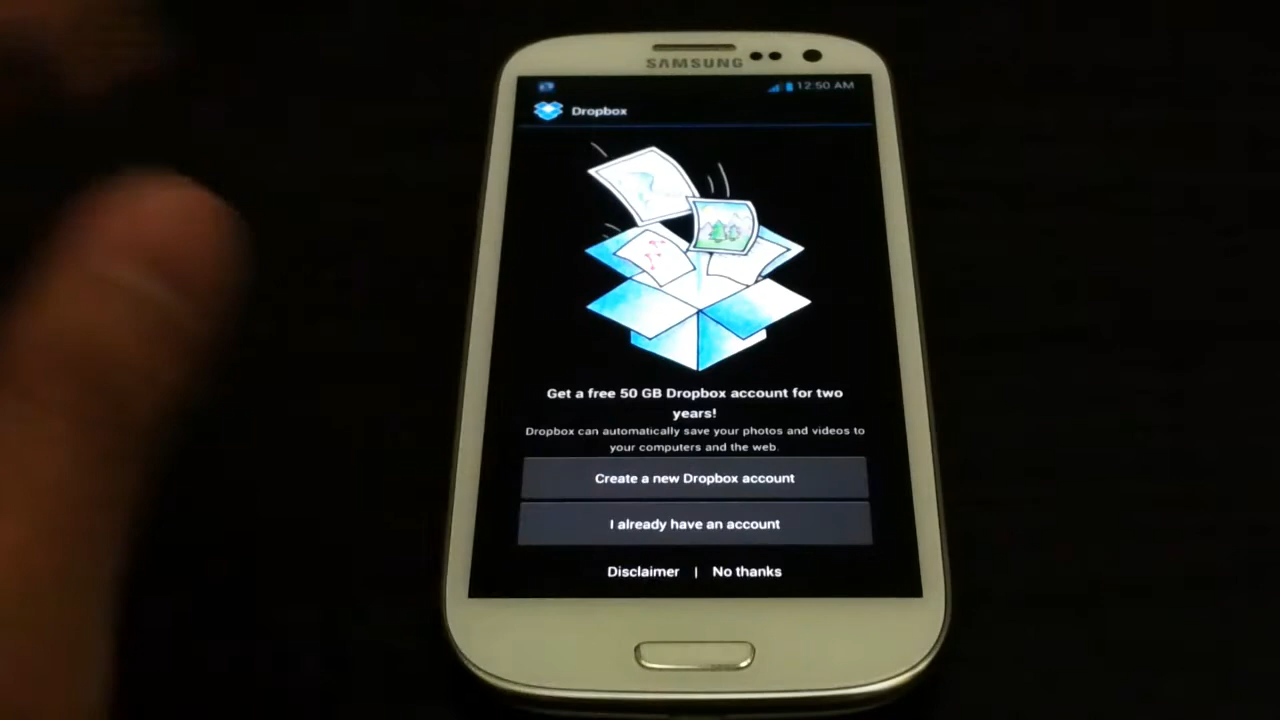 SAMSUNG
12:50 AM
Dropbox
Get a free 50 GB Dropbox account for two
years!
Dropbox can automatically save your photos and videos to
your computers and the web.
Create a new Dropbox account
I already have an account
Disclaimer | No thanks